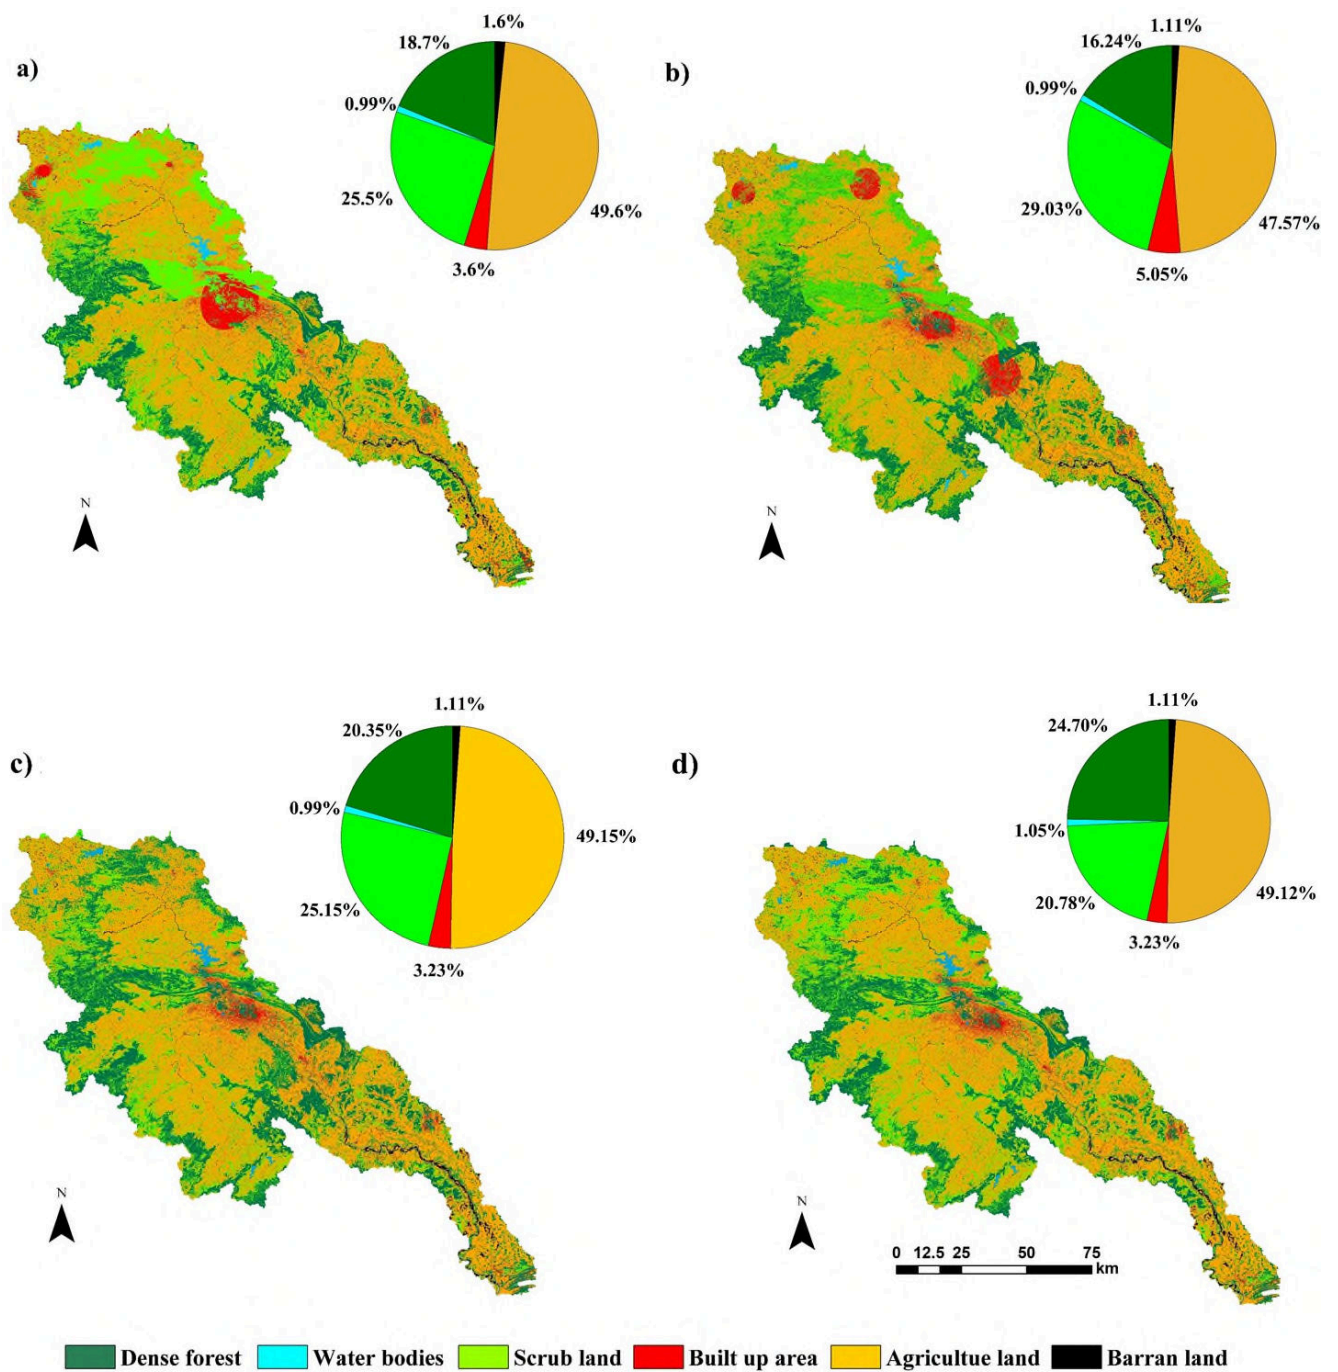 a)
1.6%
18.7%
0.99%
25.5%
49.6%
3.6%
b)
1.11%
16.24%
0.99%
29.03%
47.57%
5.05%
N
N
c)
1.11%
20.35%
0.99%
49.15%
25.15%
3.23%
d)
1.11%
24.70%
1.05%
20.78%
49.12%
3.23%
N
N
0 12.5 25 50 75
km
Dense forest Water bodies Scrub land Built up area Agricultue land Barran land